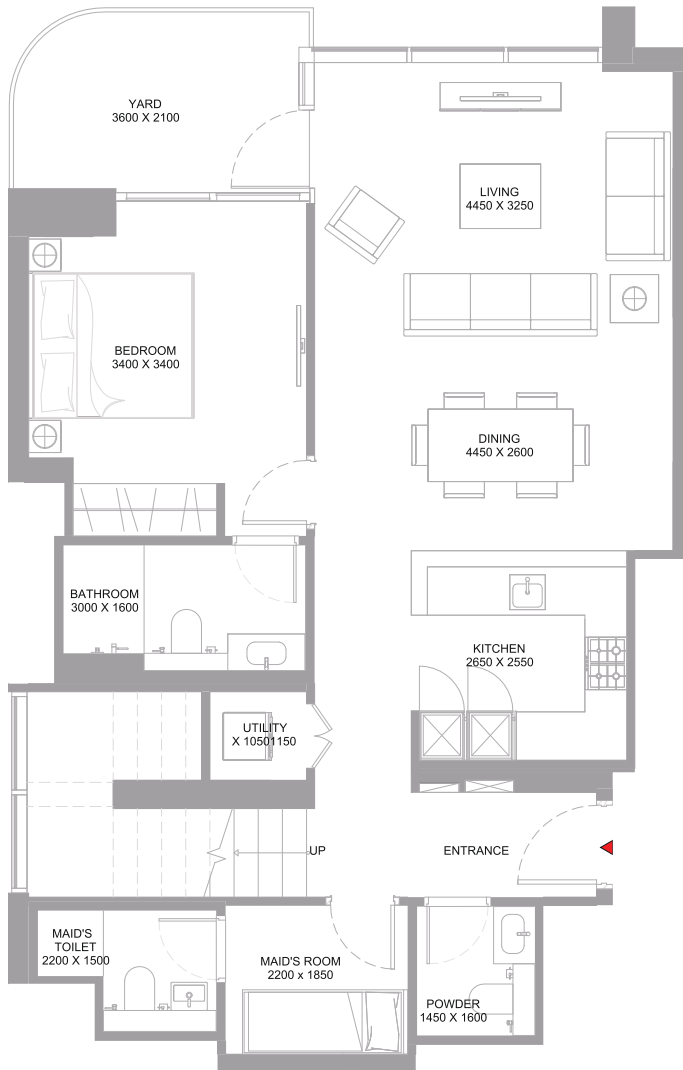 YARD
3600 X 2100
LIVING
4450 X 3250
BEDROOM
3400 X 3400
DINING
4450 X 2600
BATHROOM
3000 X 1600
KITCHEN
2650 X 2550
UTILITY
X 10501150
UP
ENTRANCE
MAID'S
TOILET
2200 X 1500
MAID'S ROOM
2200 x 1850
POWDER
1450 X 1600